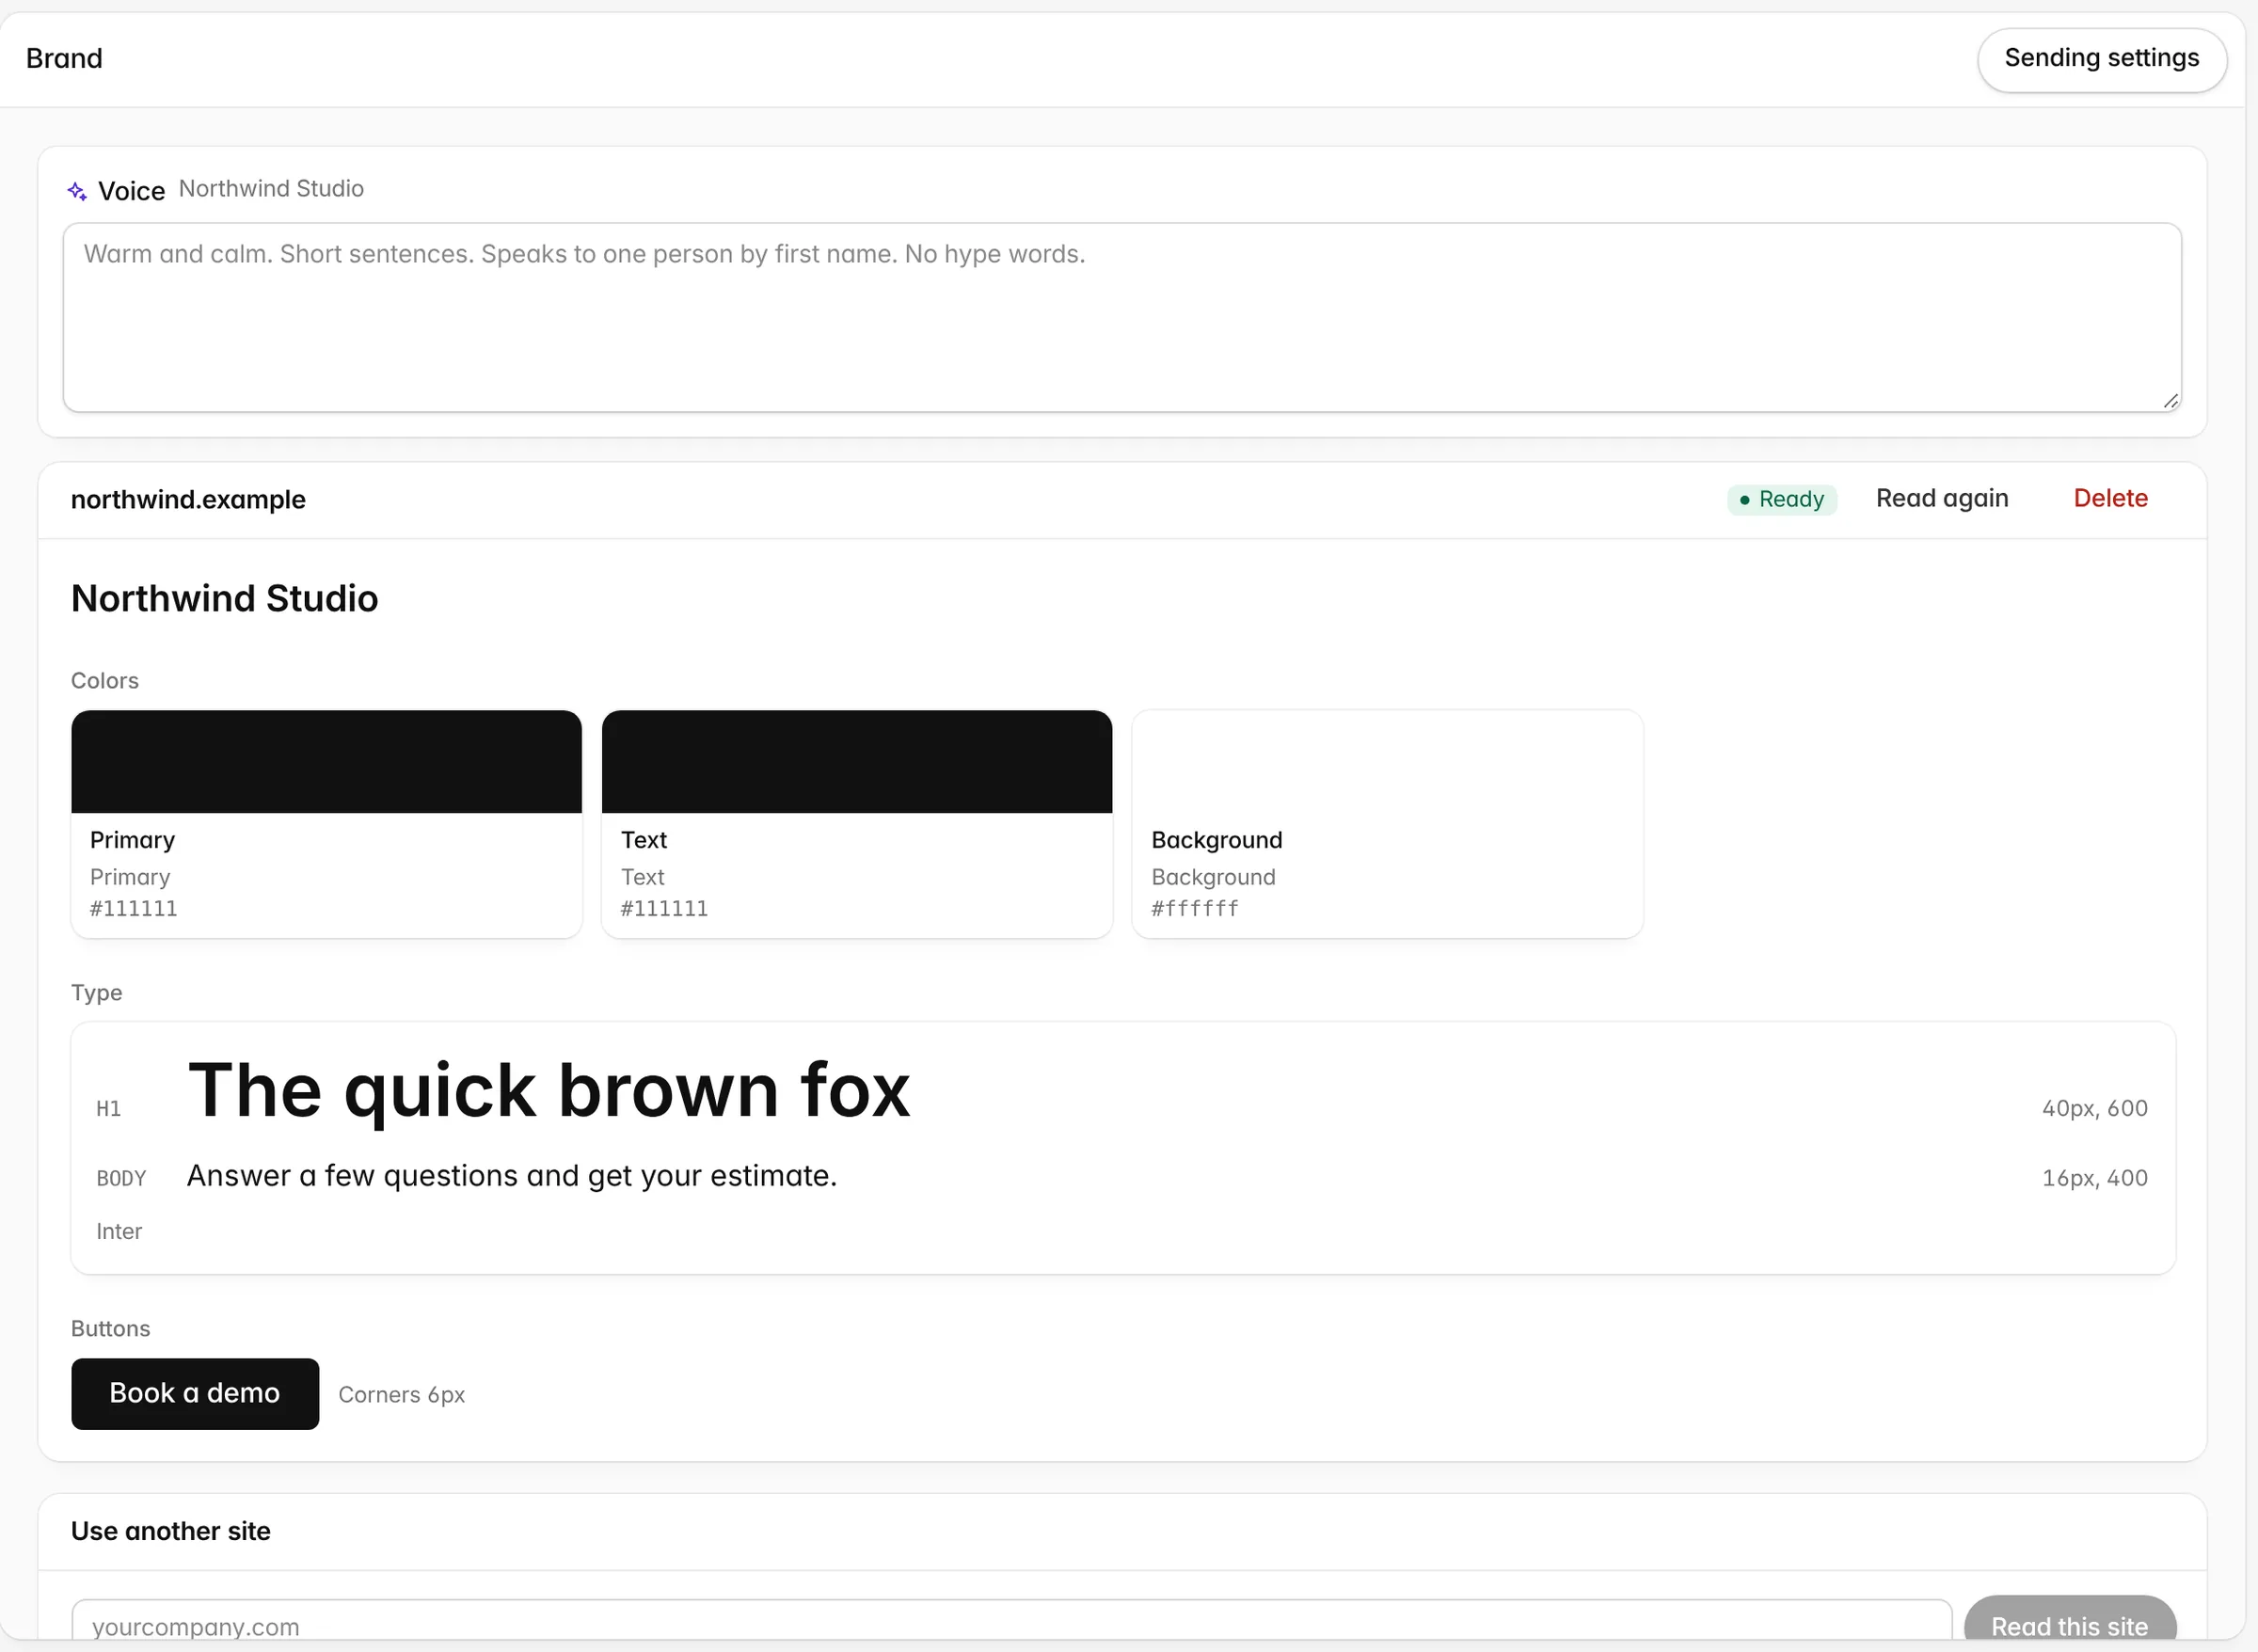 Brand
Sending settings
Voice Northwind Studio
Warm and calm. Short sentences. Speaks to one person by first name. No hype words.
northwind.example
Ready
Read again
Delete
Northwind Studio
Colors
Primary
Primary
#111111
Text
Text
#111111
Background
Background
#ffffff
Type
H1 The quick brown fox 40px, 600
BODY Answer a few questions and get your estimate. 16px, 400
Inter
Buttons
Book a demo Corners 6px
Use another site
yourcompany.com
Read this site